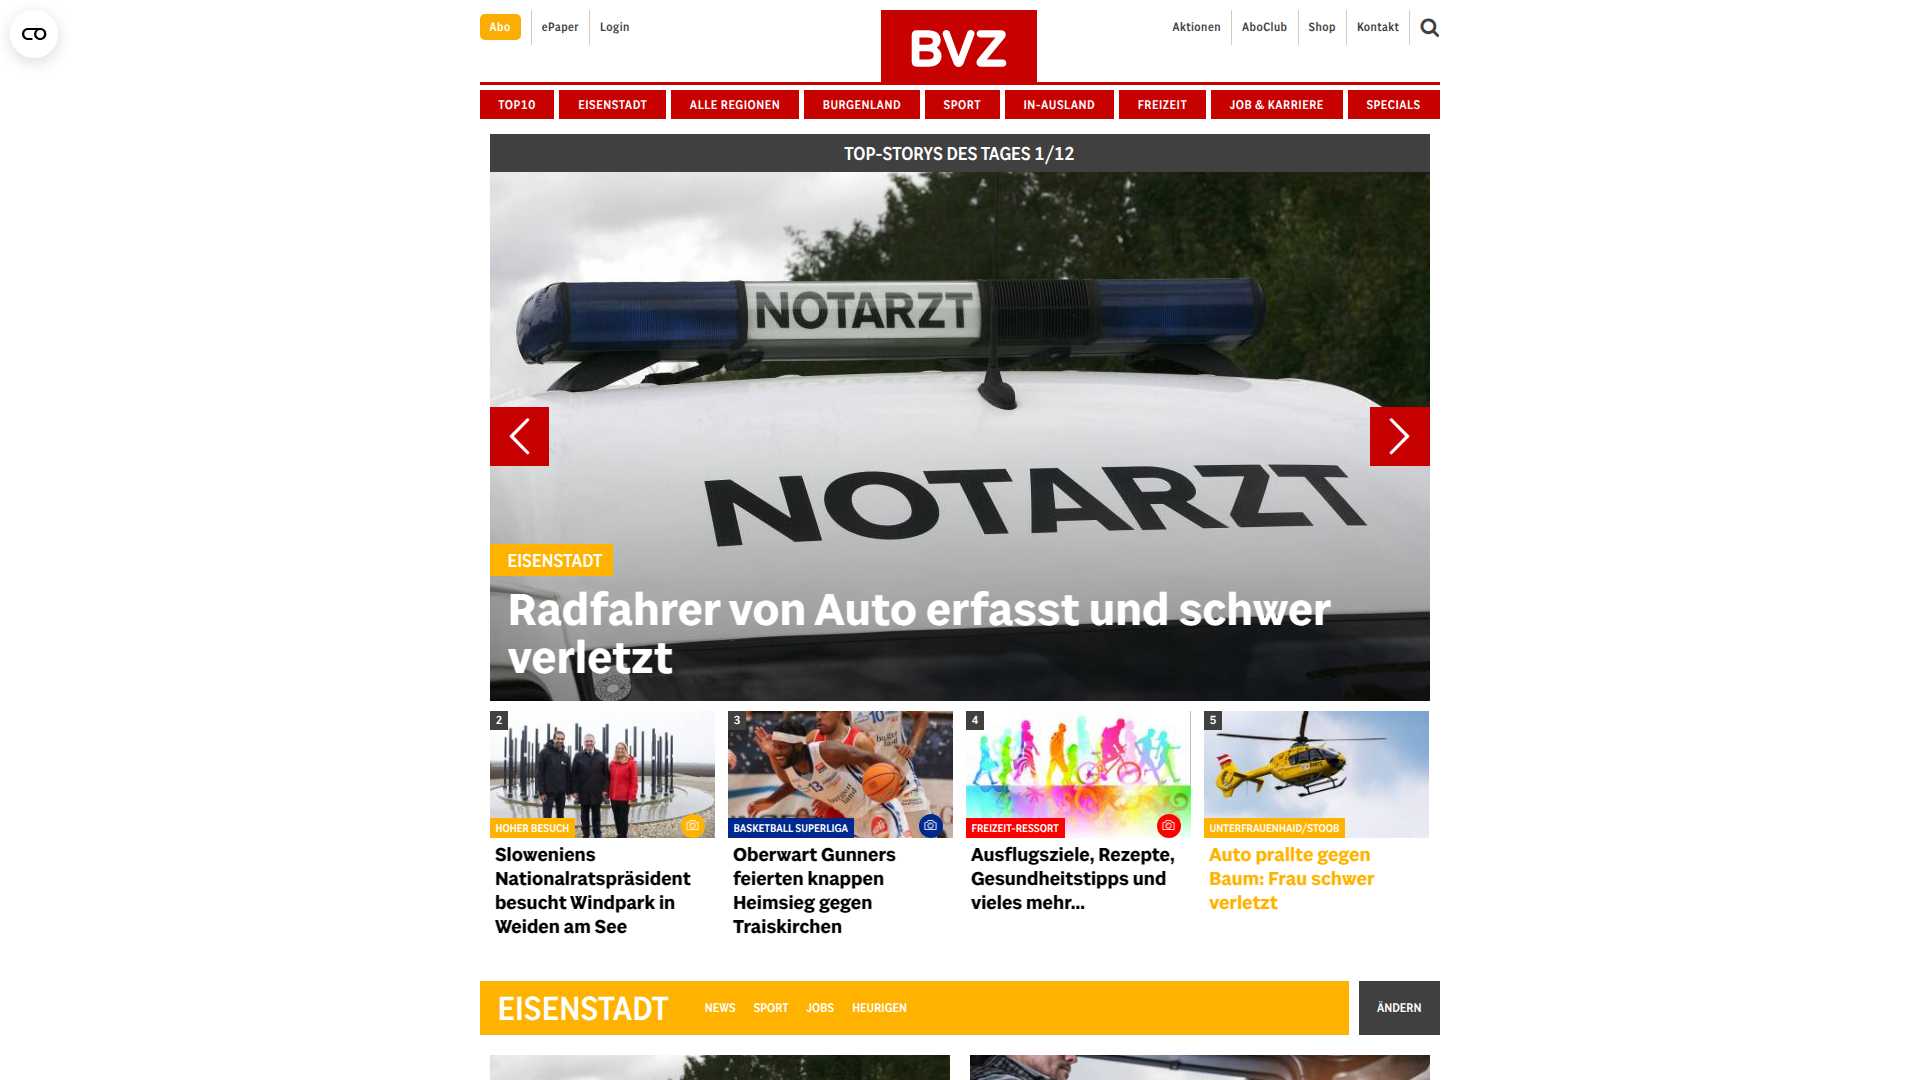 Abo
ePaper
Login
BVZ
Aktionen
AboClub
Shop
Kontakt
TOP10
EISENSTADT
ALLE REGIONEN
BURGENLAND
SPORT
IN-AUSLAND
FREIZEIT
JOB & KARRIERE
SPECIALS
TOP-STORYS DES TAGES 1/12
NOTARZT
NOTARZT
EISENSTADT
Radfahrer von Auto erfasst und schwer
verletzt
2
HOHER BESUCH
Sloweniens
Nationalratspräsident
besucht Windpark in
Weiden am See
3
10
13
burgen
land
BASKETBALL SUPERLIGA
Oberwart Gunners
feierten knappen
Heimsieg gegen
Traiskirchen
4
FREIZEIT-RESSORT
Ausflugsziele, Rezepte,
Gesundheitstipps und
vieles mehr...
5
UNTERFRAUENHAID/STOOB
Auto prallte gegen
Baum: Frau schwer
verletzt
EISENSTADT
NEWS
SPORT
JOBS
HEURIGEN
ÄNDERN